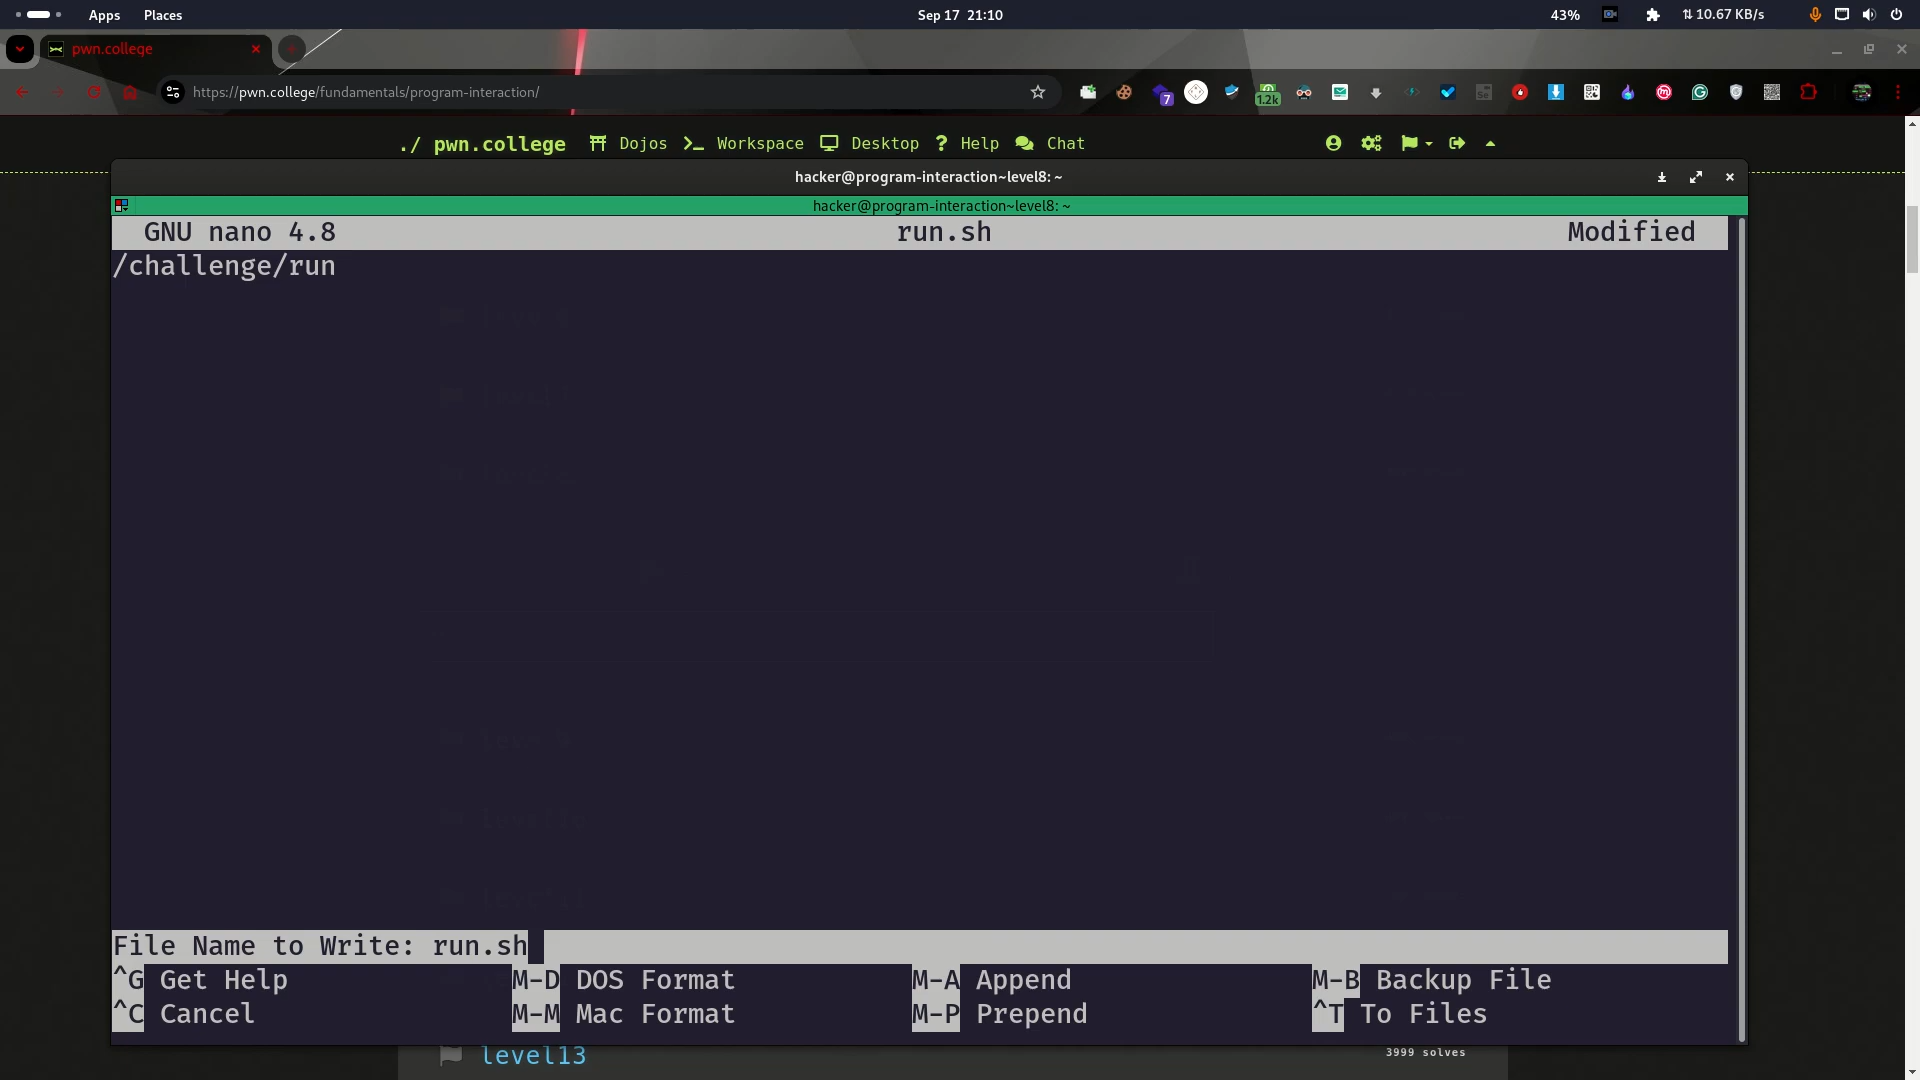 Apps Places Sep 17 21:10 43% 10.67 KB/s
pwn.college
https://pwn.college/fundamentals/program-interaction/ 7 1.2k
./ pwn.college Dojos Workspace Desktop Help Chat
hacker@program-interaction~level8: ~
hacker@program-interaction~level8: ~
GNU nano 4.8 run.sh Modified
/challenge/run
File Name to Write: run.sh
^G Get Help M-D DOS Format M-A Append M-B Backup File
^C Cancel M-M Mac Format M-P Prepend ^T To Files
level13 3999 solves